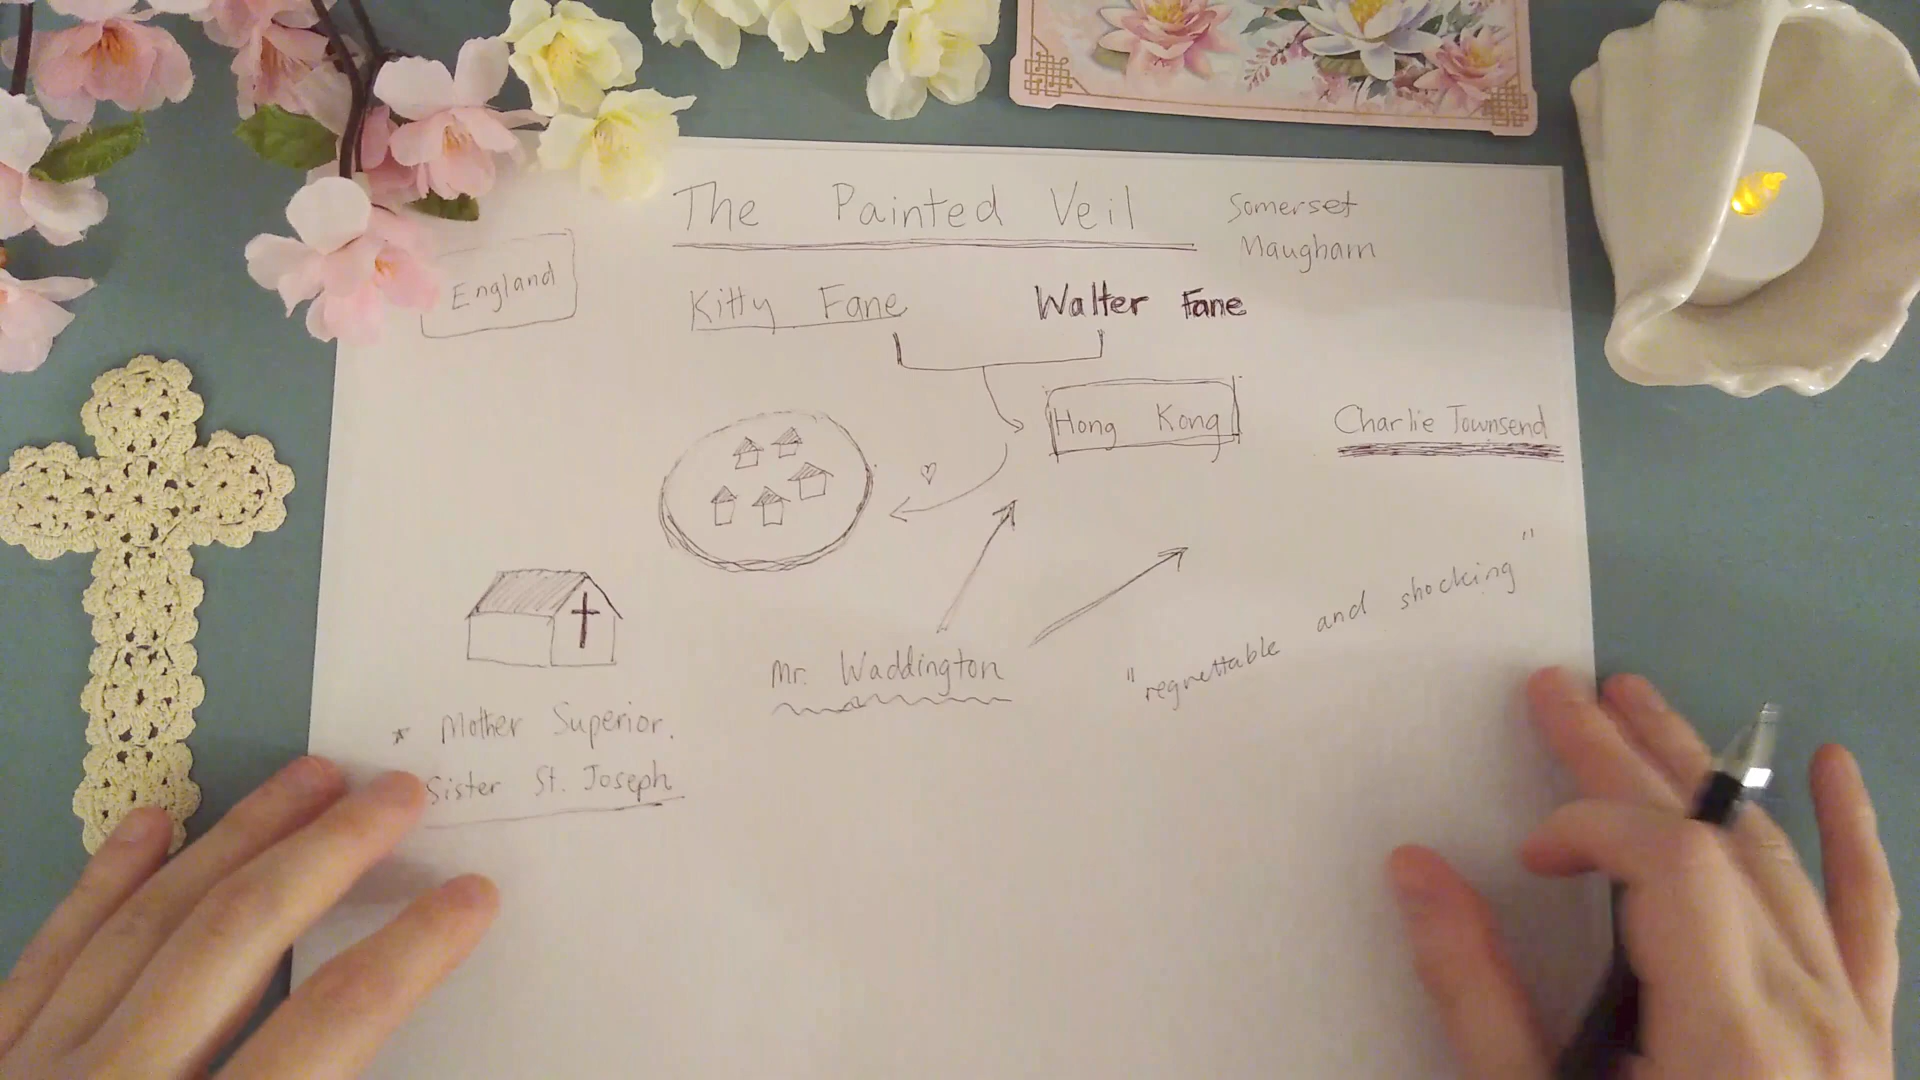 The Painted Veil
Somerset
Maugham
England
Kitty Fane
Walter Fane
Hong Kong
Charlie Townsend
"regrettable and shocking"
Mr. Waddington
* Mother Superior.
Sister St. Joseph